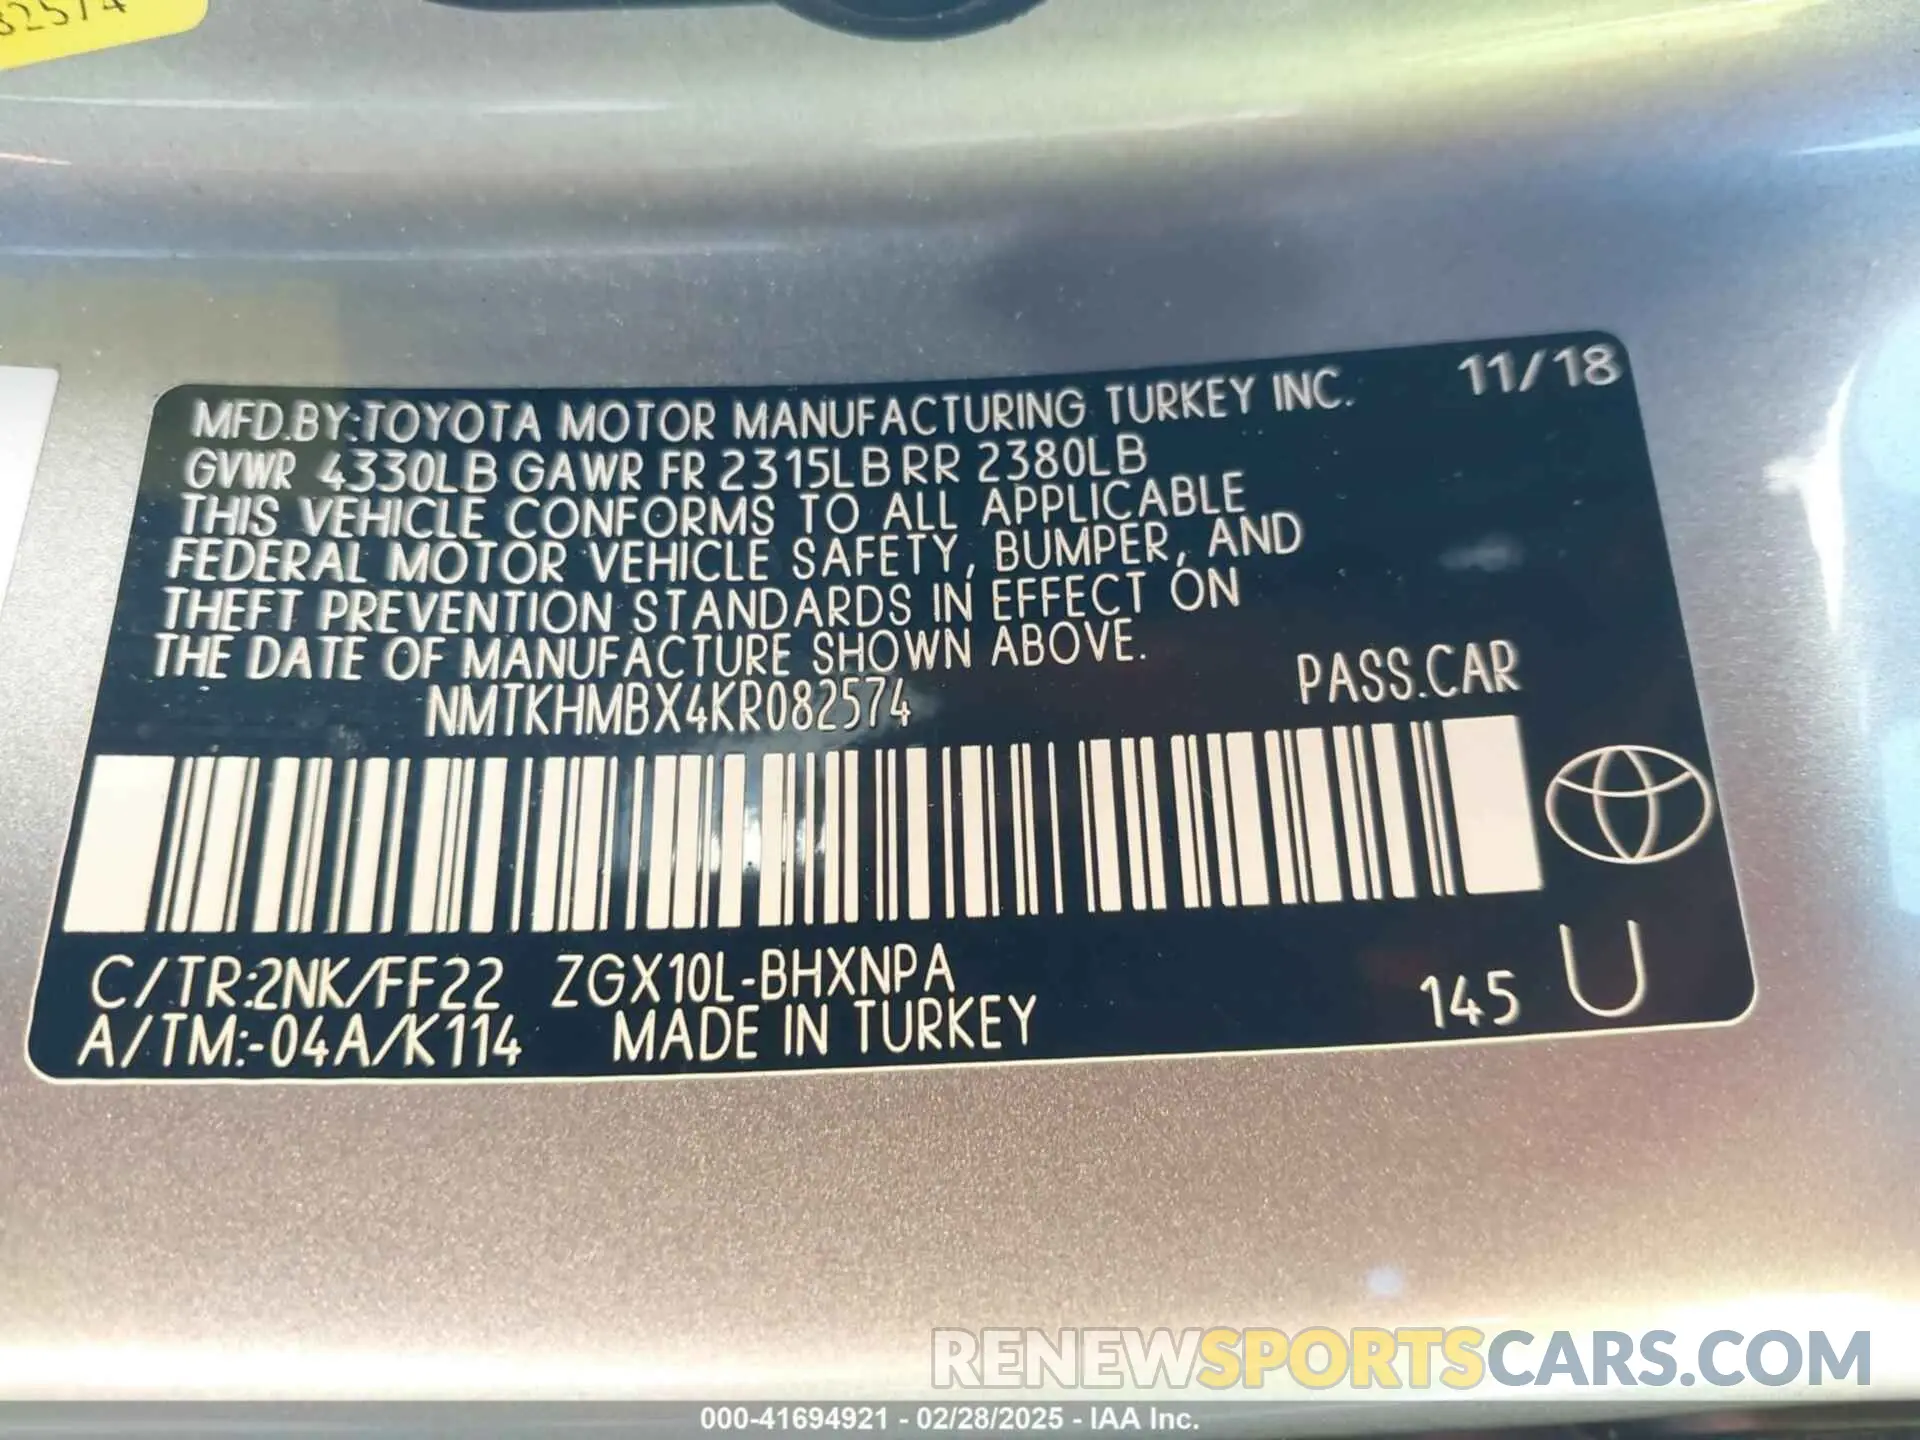 82574
MFD.BY:TOYOTA MOTOR MANUFACTURING TURKEY INC. 11/18
GVWR 4330LB GAWR FR 2315LB RR 2380LB
THIS VEHICLE CONFORMS TO ALL APPLICABLE
FEDERAL MOTOR VEHICLE SAFETY, BUMPER, AND
THEFT PREVENTION STANDARDS IN EFFECT ON
THE DATE OF MANUFACTURE SHOWN ABOVE.
NMTKHMBX4KR082574 PASS.CAR
C/TR:2NK/FF22 ZGX10L-BHXNPA
A/TM:-04A/K114 MADE IN TURKEY 145 U
RENEWSPORTSCARS.COM
000-41694921 - 02/28/2025 - IAA Inc.